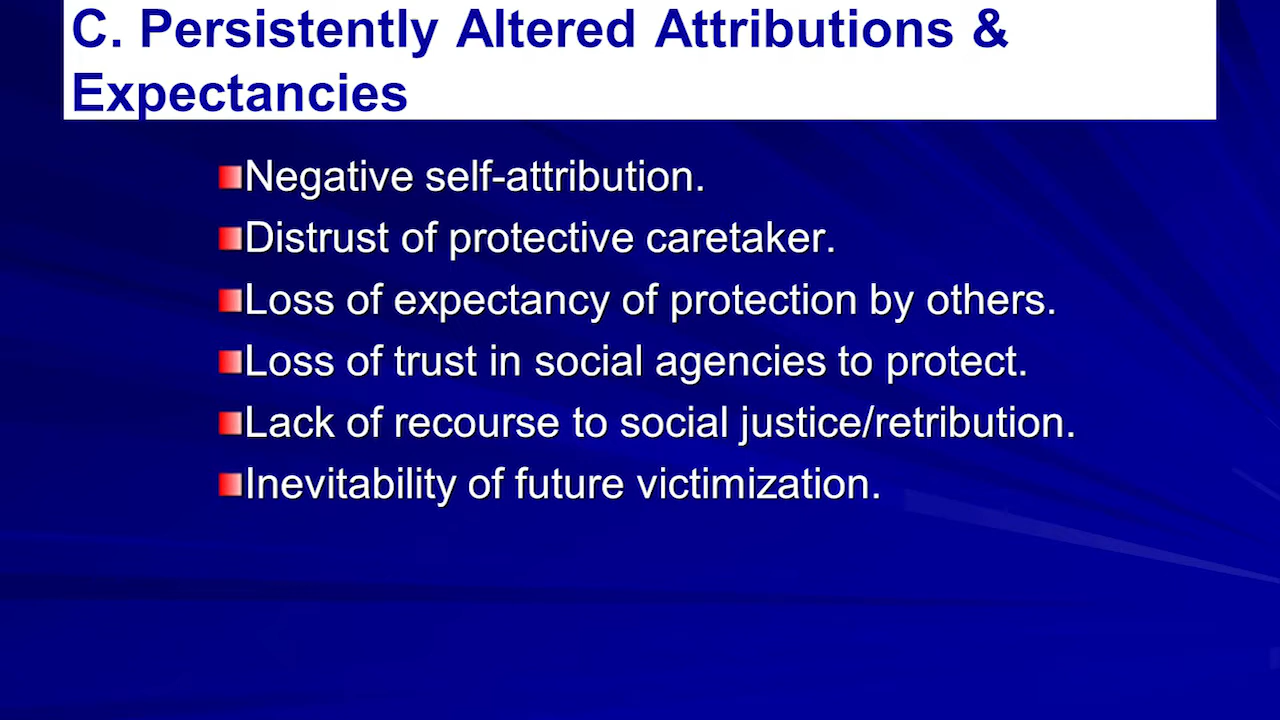 C. Persistently Altered Attributions &
Expectancies
Negative self-attribution.
Distrust of protective caretaker.
Loss of expectancy of protection by others.
Loss of trust in social agencies to protect.
Lack of recourse to social justice/retribution.
Inevitability of future victimization.